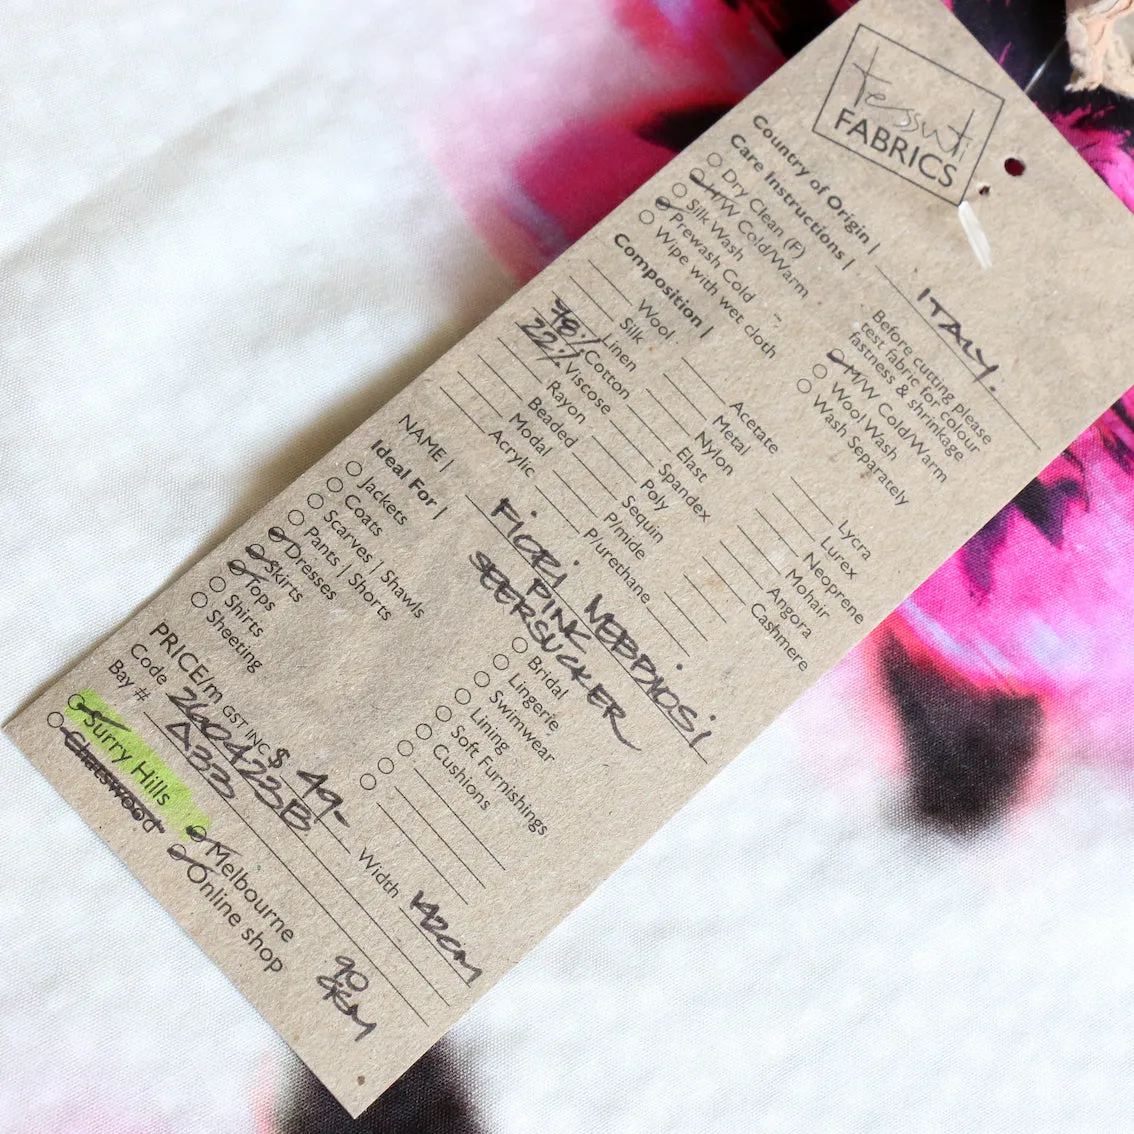 tessuti
FABRICS
Country of Origin | ITALY.
Care Instructions |
Before cutting please
test fabric for colour
fastness & shrinkage
Dry Clean (F)
H/W Cold/Warm
M/W Cold/Warm
Silk Wash
Wool Wash
Prewash Cold
Wash Separately
Wipe with wet cloth
Composition |
Wool
Acetate
Lycra
Silk
Metal
Lurex
Linen
Nylon
Neoprene
78% Cotton
Elast
Mohair
22% Viscose
Spandex
Angora
Rayon
Poly
Cashmere
Beaded
Sequin
Modal
P/mide
Acrylic
P/urethane
NAME | FIORI
PINK
SEERSUCKER
Ideal For |
Jackets
Bridal
Coats
Lingerie
Scarves | Shawls
Swimwear
Pants | Shorts
Lining
Dresses
Soft Furnishings
Skirts
Cushions
Tops
Shirts
Sheeting
PRICE/m GST INC $ 49-
Width 142cm
Code 260423B
Bay # A33
Surry Hills
Melbourne
Chatswood
Online shop
90
GSM